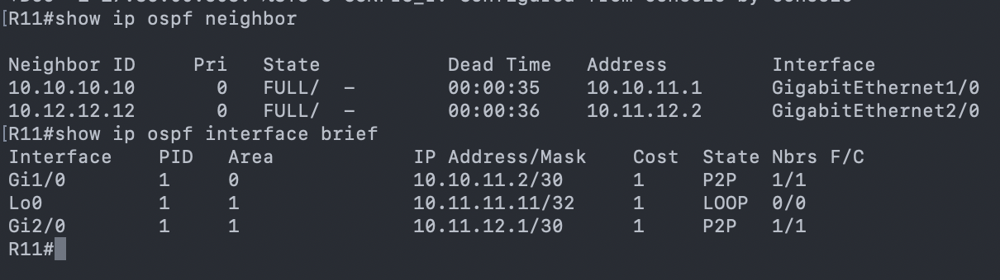 [R11#show ip ospf neighbor
Neighbor ID     Pri   State           Dead Time   Address         Interface
10.10.10.10       0   FULL/  -        00:00:35    10.10.11.1      GigabitEthernet1/0
10.12.12.12       0   FULL/  -        00:00:36    10.11.12.2      GigabitEthernet2/0
[R11#show ip ospf interface brief
Interface    PID   Area            IP Address/Mask    Cost  State Nbrs F/C
Gi1/0        1     0               10.10.11.2/30      1     P2P   1/1
Lo0          1     1               10.11.11.11/32     1     LOOP  0/0
Gi2/0        1     1               10.11.12.1/30      1     P2P   1/1
R11#